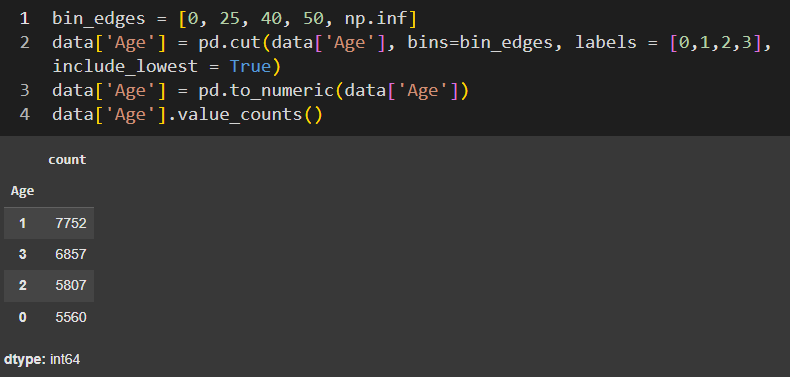 1 bin_edges = [0, 25, 40, 50, np.inf]
2 data['Age'] = pd.cut(data['Age'], bins=bin_edges, labels = [0,1,2,3],
include_lowest = True)
3 data['Age'] = pd.to_numeric(data['Age'])
4 data['Age'].value_counts()
count
Age
1 7752
3 6857
2 5807
0 5560
dtype: int64